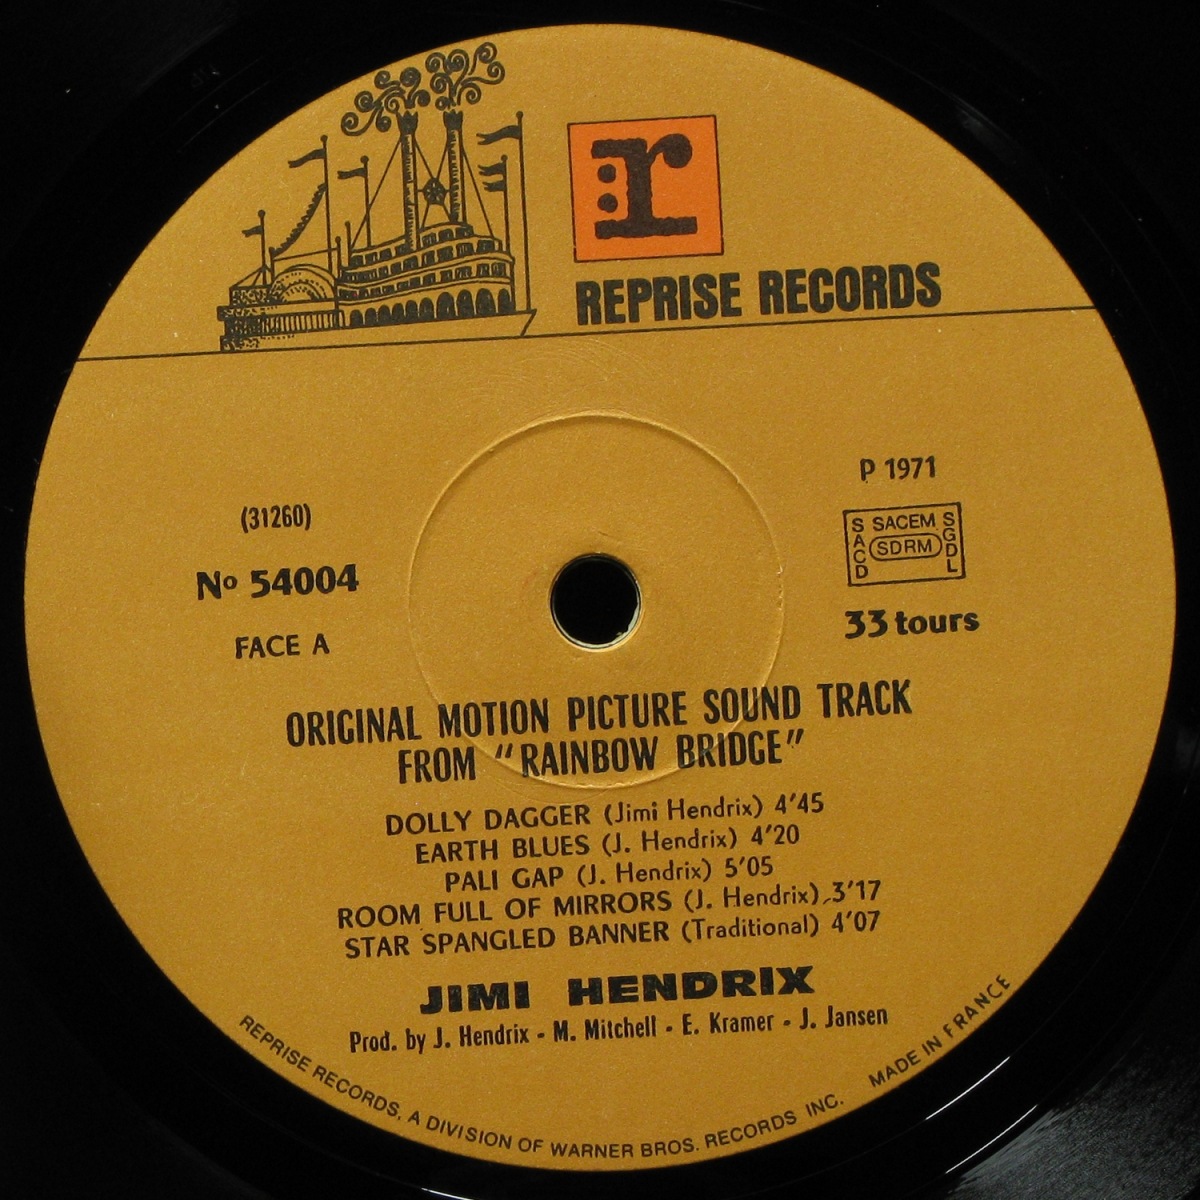 r
REPRISE RECORDS
P 1971
(31260)
SACEM
SACD
SDRM
SGDL
Nº 54004
33 tours
FACE A
ORIGINAL MOTION PICTURE SOUND TRACK
FROM "RAINBOW BRIDGE"
DOLLY DAGGER (Jimi Hendrix) 4'45
EARTH BLUES (J. Hendrix) 4'20
PALI GAP (J. Hendrix) 5'05
ROOM FULL OF MIRRORS (J. Hendrix) 3'17
STAR SPANGLED BANNER (Traditional) 4'07
JIMI HENDRIX
Prod. by J. Hendrix - M. Mitchell - E. Kramer - J. Jansen
REPRISE RECORDS, A DIVISION OF WARNER BROS. RECORDS INC. MADE IN FRANCE